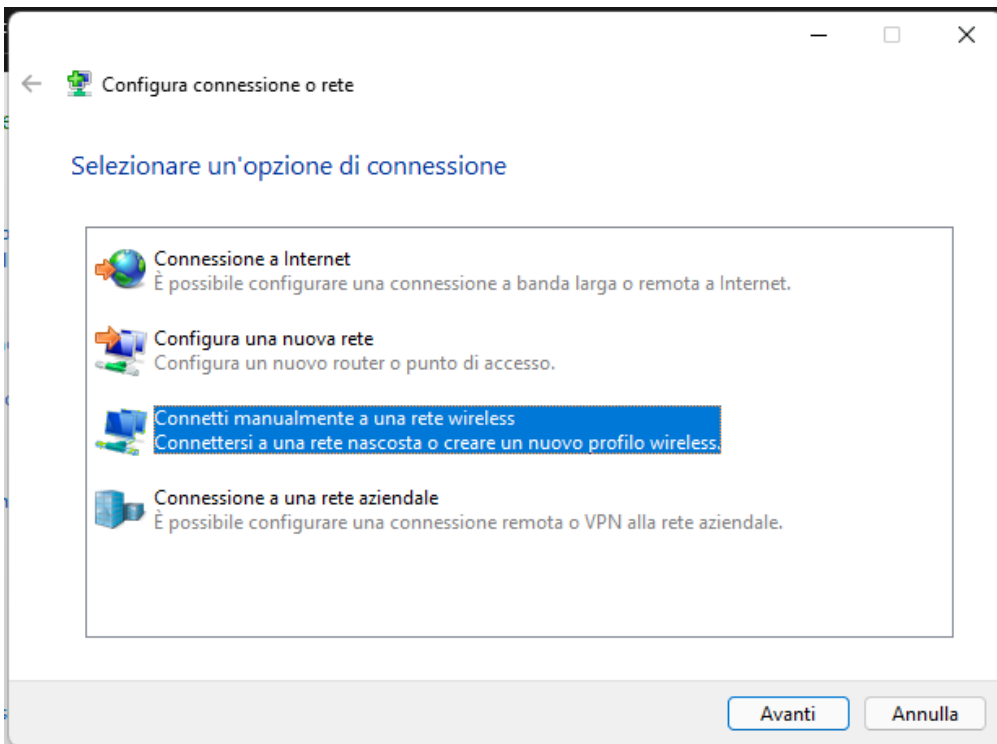 Configura connessione o rete
Selezionare un'opzione di connessione
Connessione a Internet
È possibile configurare una connessione a banda larga o remota a Internet.
Configura una nuova rete
Configura un nuovo router o punto di accesso.
Connetti manualmente a una rete wireless
Connettersi a una rete nascosta o creare un nuovo profilo wireless.
Connessione a una rete aziendale
È possibile configurare una connessione remota o VPN alla rete aziendale.
Avanti
Annulla